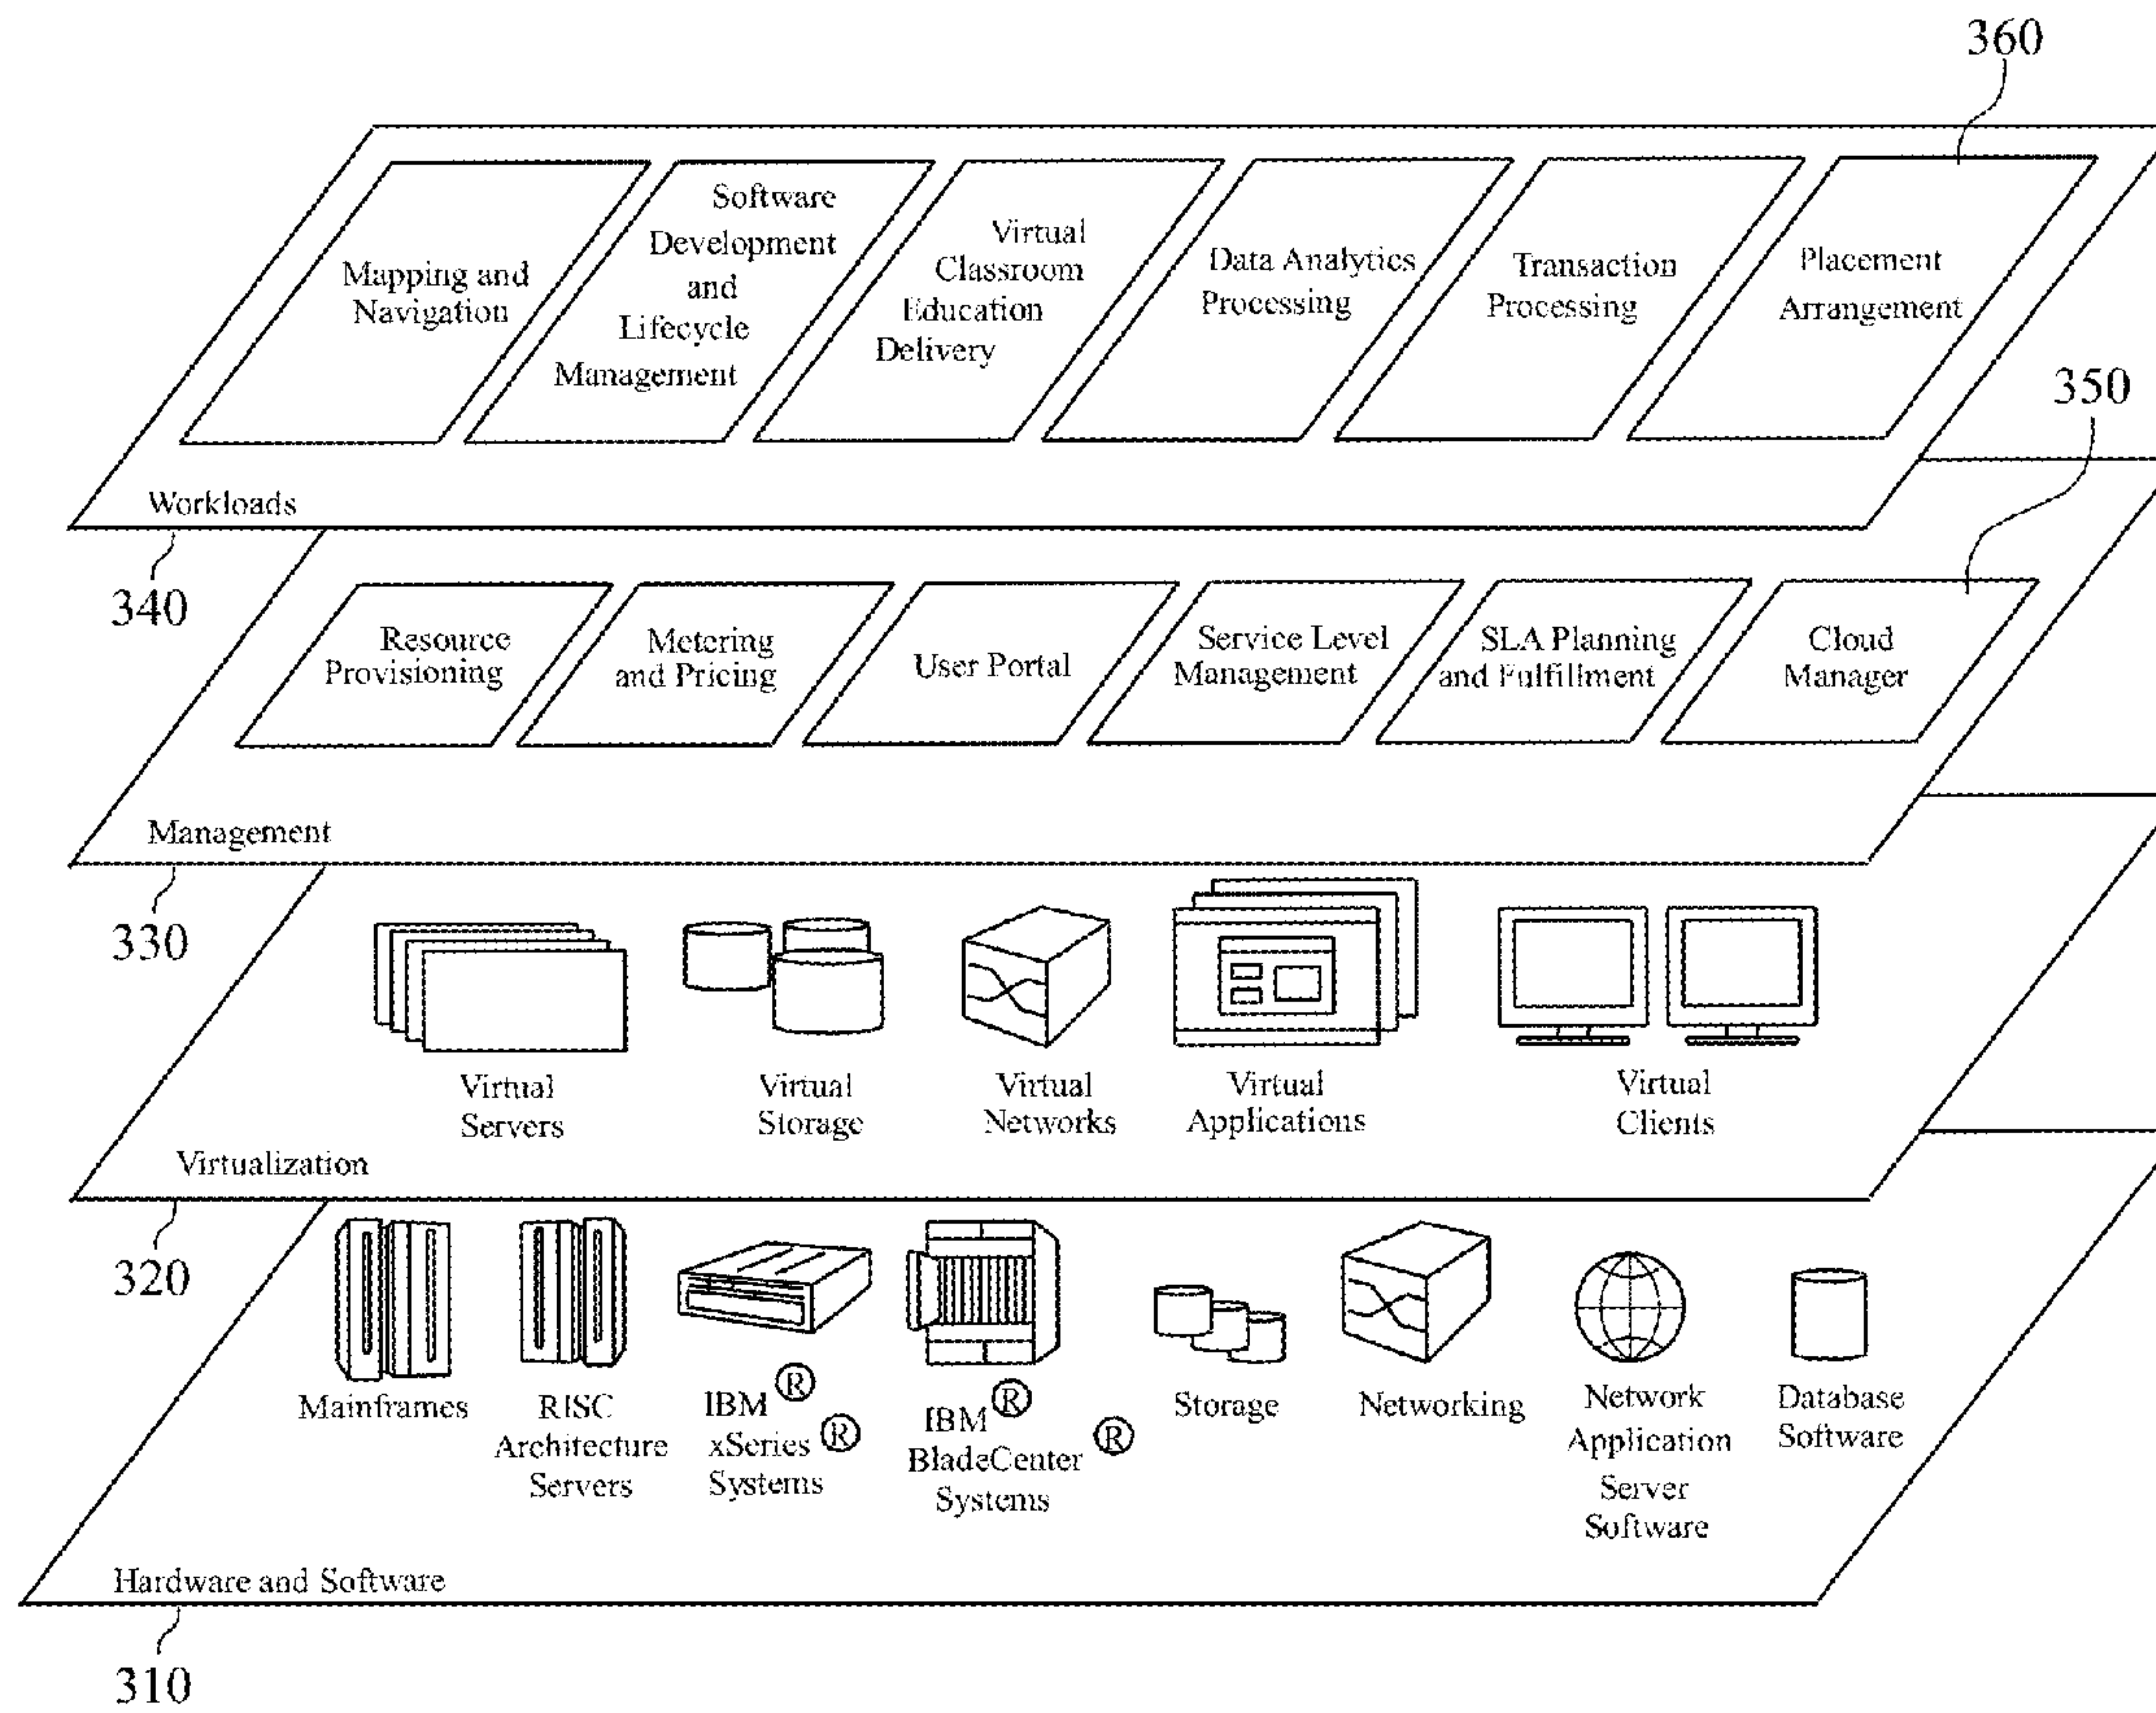 360
Mapping and
Navigation
Software
Development
and
Lifecycle
Management
Virtual
Classroom
Education
Delivery
Data Analytics
Processing
Transaction
Processing
Placement
Arrangement
350
Workloads
340
Resource
Provisioning
Metering
and Pricing
User Portal
Service Level
Management
SLA Planning
and Fulfillment
Cloud
Manager
Management
330
Virtual
Servers
Virtual
Storage
Virtual
Networks
Virtual
Applications
Virtual
Clients
Virtualization
320
Mainframes
RISC
Architecture
Servers
IBM ®
xSeries ®
Systems
IBM ®
BladeCenter ®
Systems
Storage
Networking
Network
Application
Server
Software
Database
Software
Hardware and Software
310